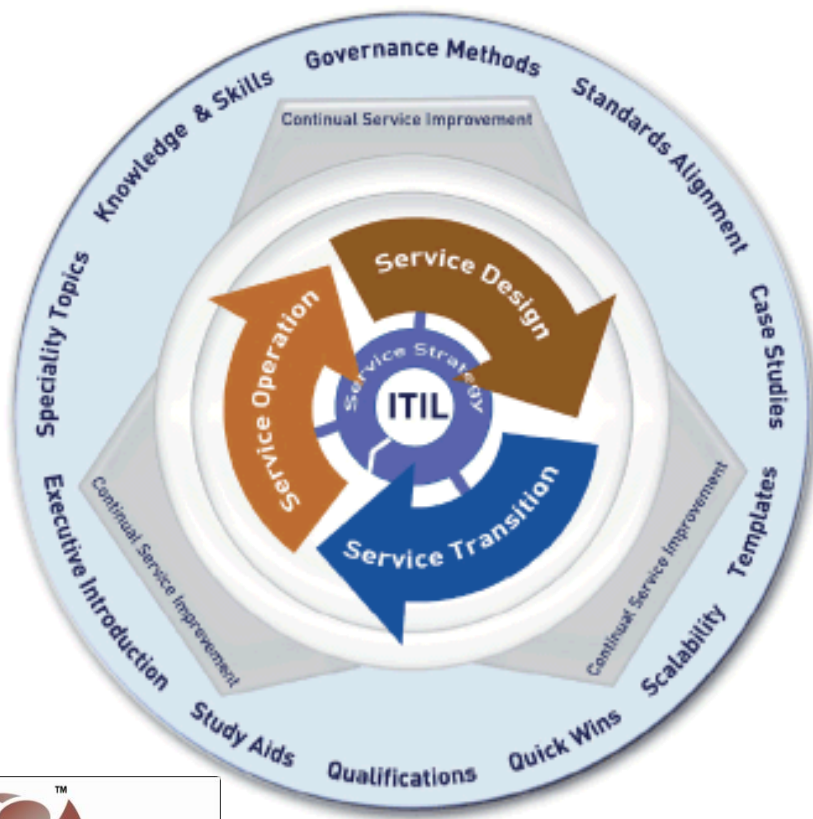 Governance Methods
Standards Alignment
Case Studies
Templates
Scalability
Quick Wins
Qualifications
Study Aids
Executive Introduction
Speciality Topics
Knowledge & Skills
Continual Service Improvement
Continual Service Improvement
Continual Service Improvement
Service Design
Service Transition
Service Operation
Service Strategy
ITIL
TM